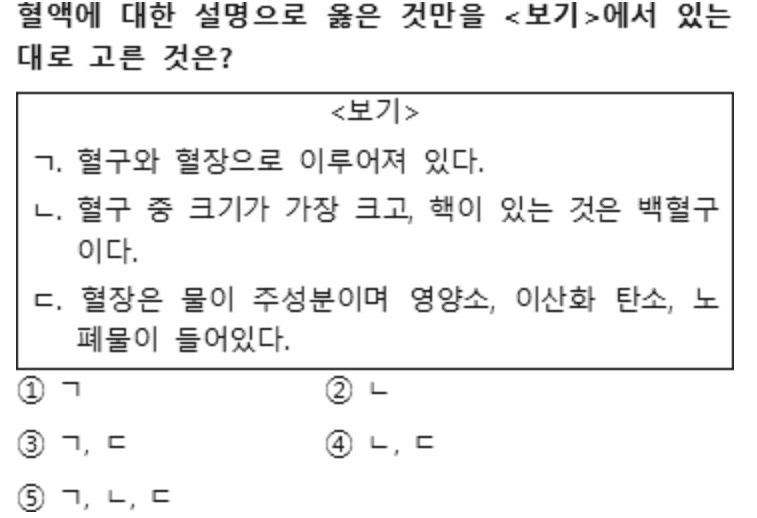 혈액에 대한 설명으로 옳은 것만을 <보기>에서 있는
대로 고른 것은?
<보기>
ㄱ. 혈구와 혈장으로 이루어져 있다.
ㄴ. 혈구 중 크기가 가장 크고, 핵이 있는 것은 백혈구
이다.
ㄷ. 혈장은 물이 주성분이며 영양소, 이산화 탄소, 노
폐물이 들어있다.
① ㄱ ② ㄴ
③ ㄱ, ㄷ ④ ㄴ, ㄷ
⑤ ㄱ, ㄴ, ㄷ